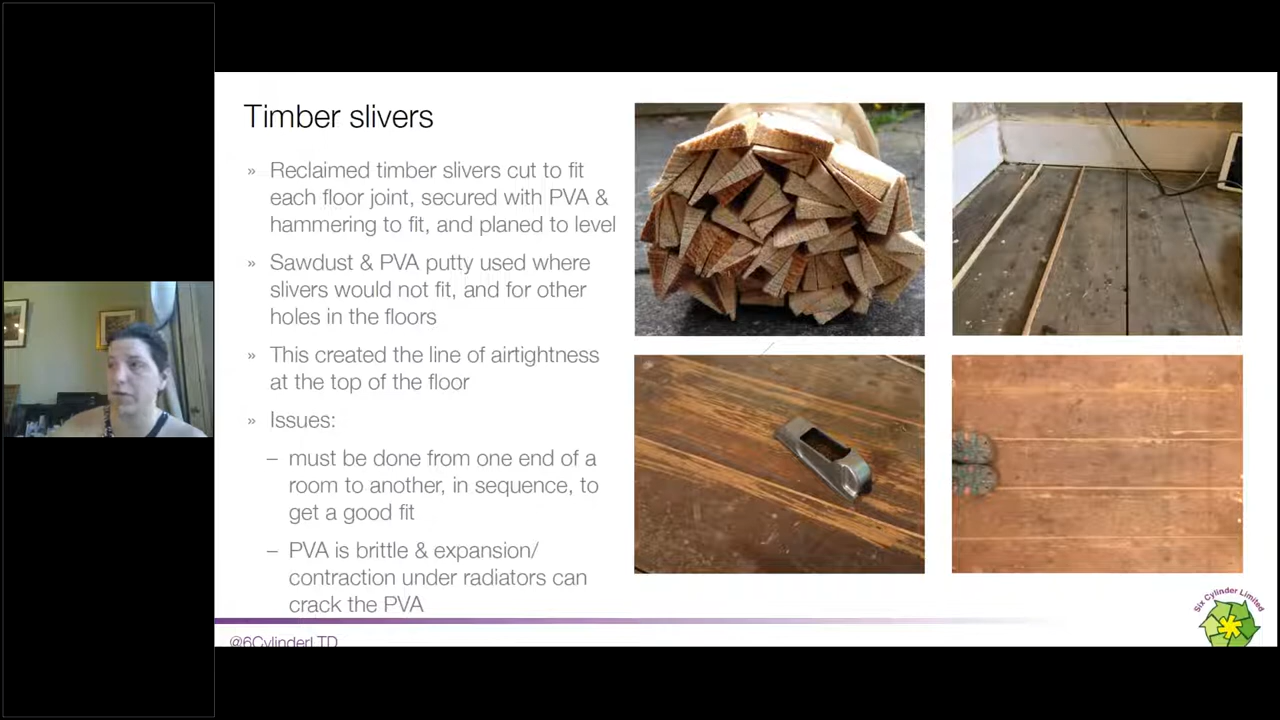 Timber slivers
» Reclaimed timber slivers cut to fit
each floor joint, secured with PVA &
hammering to fit, and planed to level
» Sawdust & PVA putty used where
slivers would not fit, and for other
holes in the floors
» This created the line of airtightness
at the top of the floor
» Issues:
– must be done from one end of a
room to another, in sequence, to
get a good fit
– PVA is brittle & expansion/
contraction under radiators can
crack the PVA
@6CylinderLTD
Six Cylinder Limited